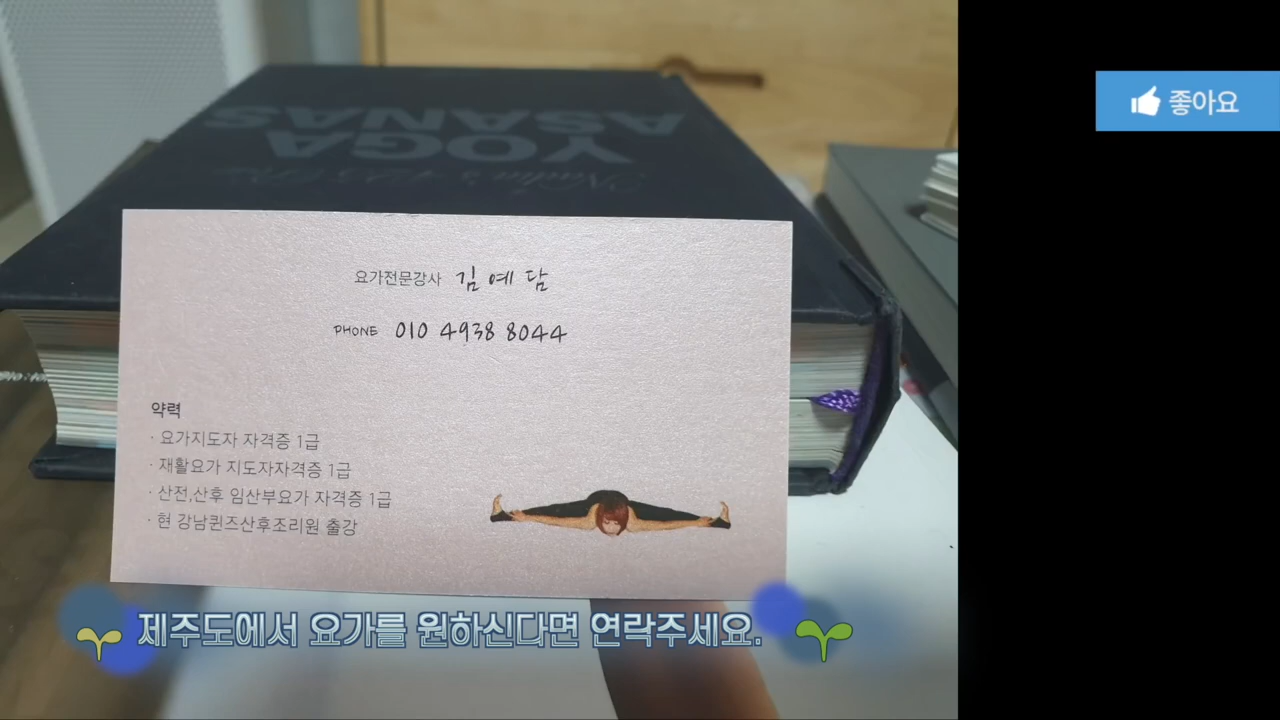 YOGA
ASANAS
좋아요
요가전문강사 김예담
PHONE 010 4938 8044
약력
· 요가지도자 자격증 1급
· 재활요가 지도자자격증 1급
· 산전,산후 임산부요가 자격증 1급
· 현 강남퀸즈산후조리원 출강
제주도에서 요가를 원하신다면 연락주세요.